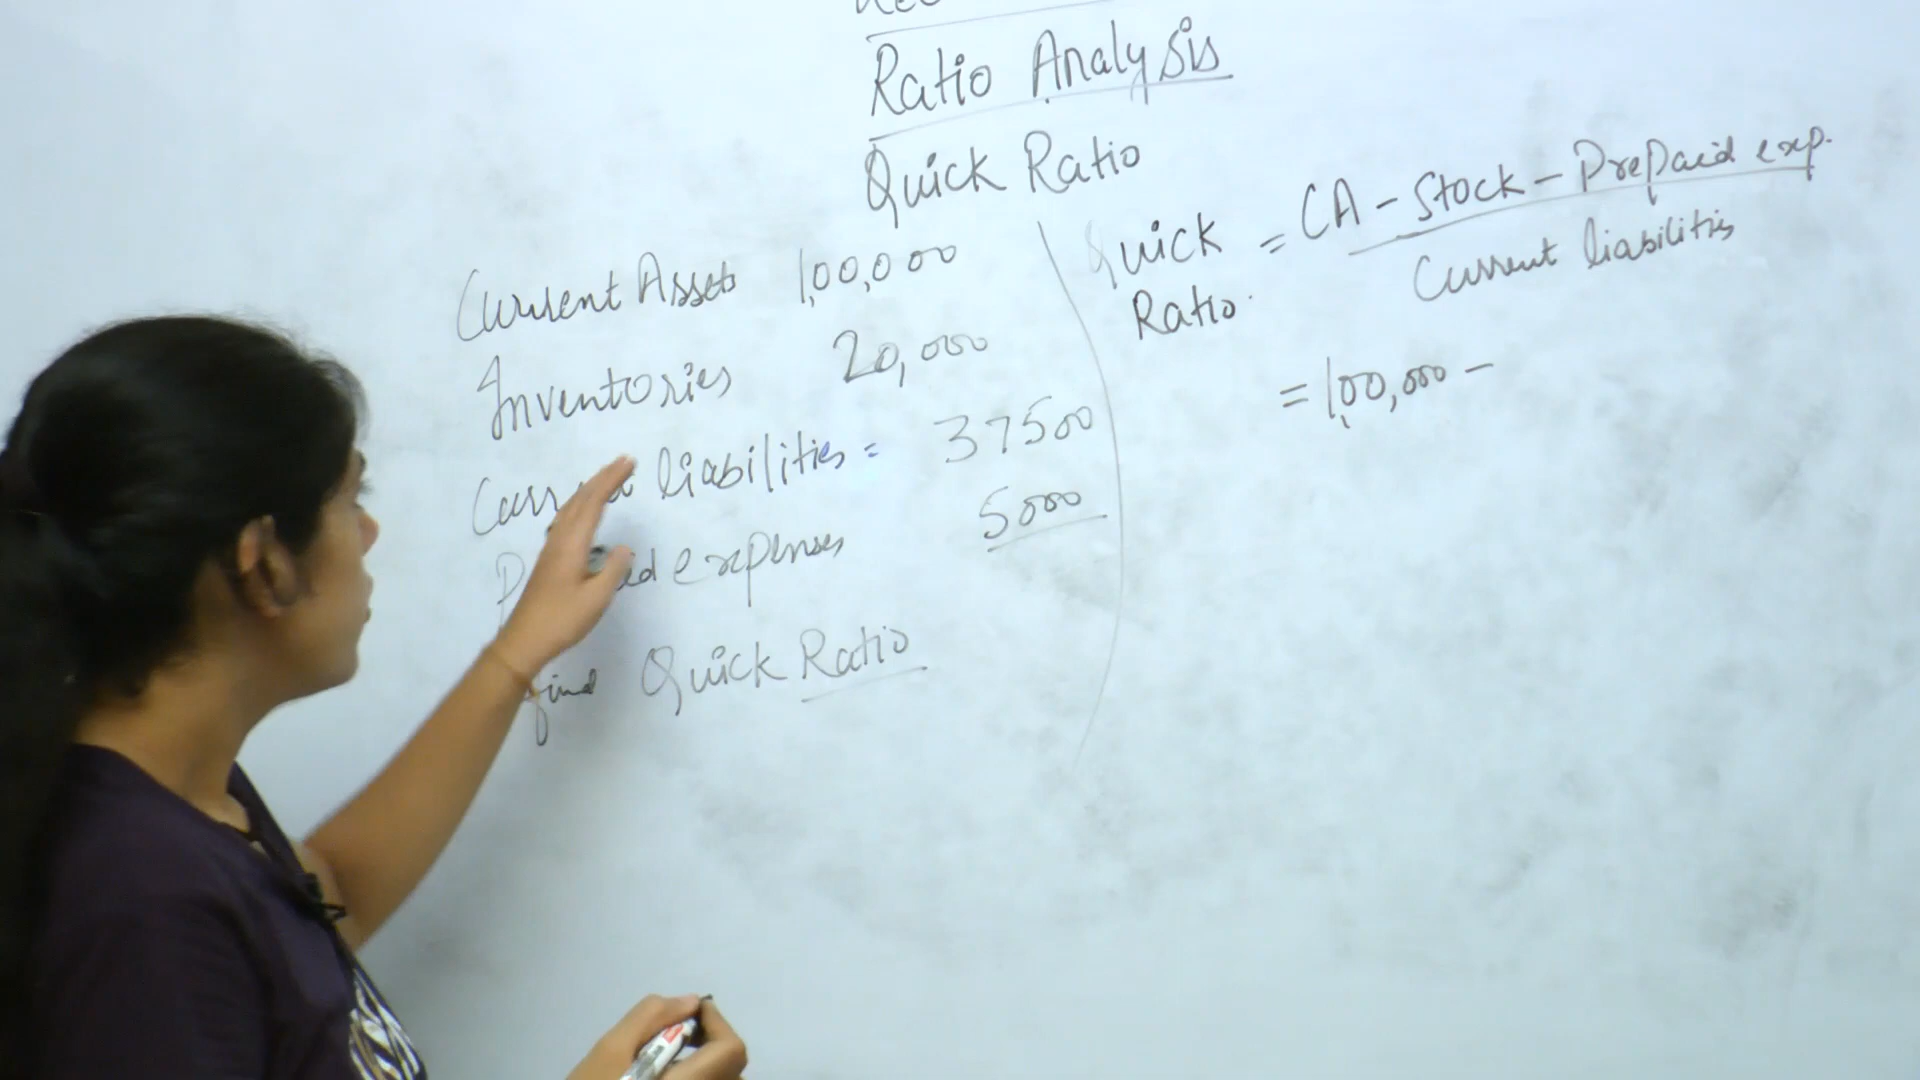 Ratio Analysis
Quick Ratio
Current Assets 1,00,000
Inventories 20,000
liabilities = 37500
expenses 5000
find Quick Ratio
Quick Ratio = CA - Stock - Prepaid exp.
Current liabilities
= 1,00,000 -